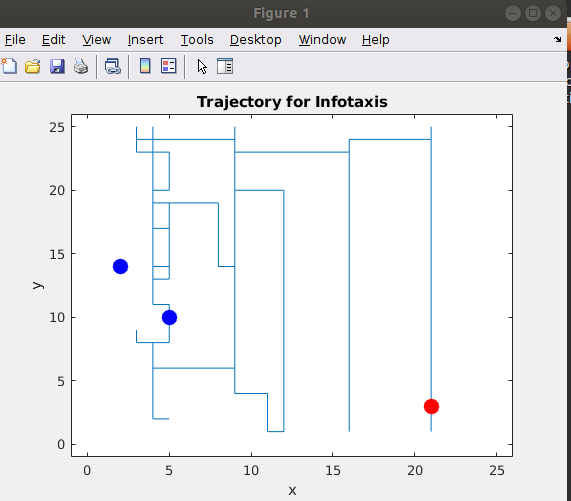 Figure 1
File Edit View Insert Tools Desktop Window Help
Trajectory for Infotaxis
25
20
15
10
5
0
y
0 5 10 15 20 25
x